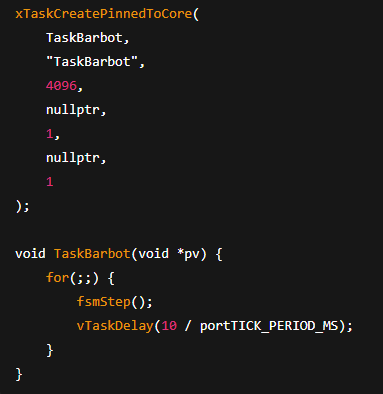 xTaskCreatePinnedToCore(
    TaskBarbot,
    "TaskBarbot",
    4096,
    nullptr,
    1,
    nullptr,
    1
);

void TaskBarbot(void *pv) {
    for(;;) {
        fsmStep();
        vTaskDelay(10 / portTICK_PERIOD_MS);
    }
}